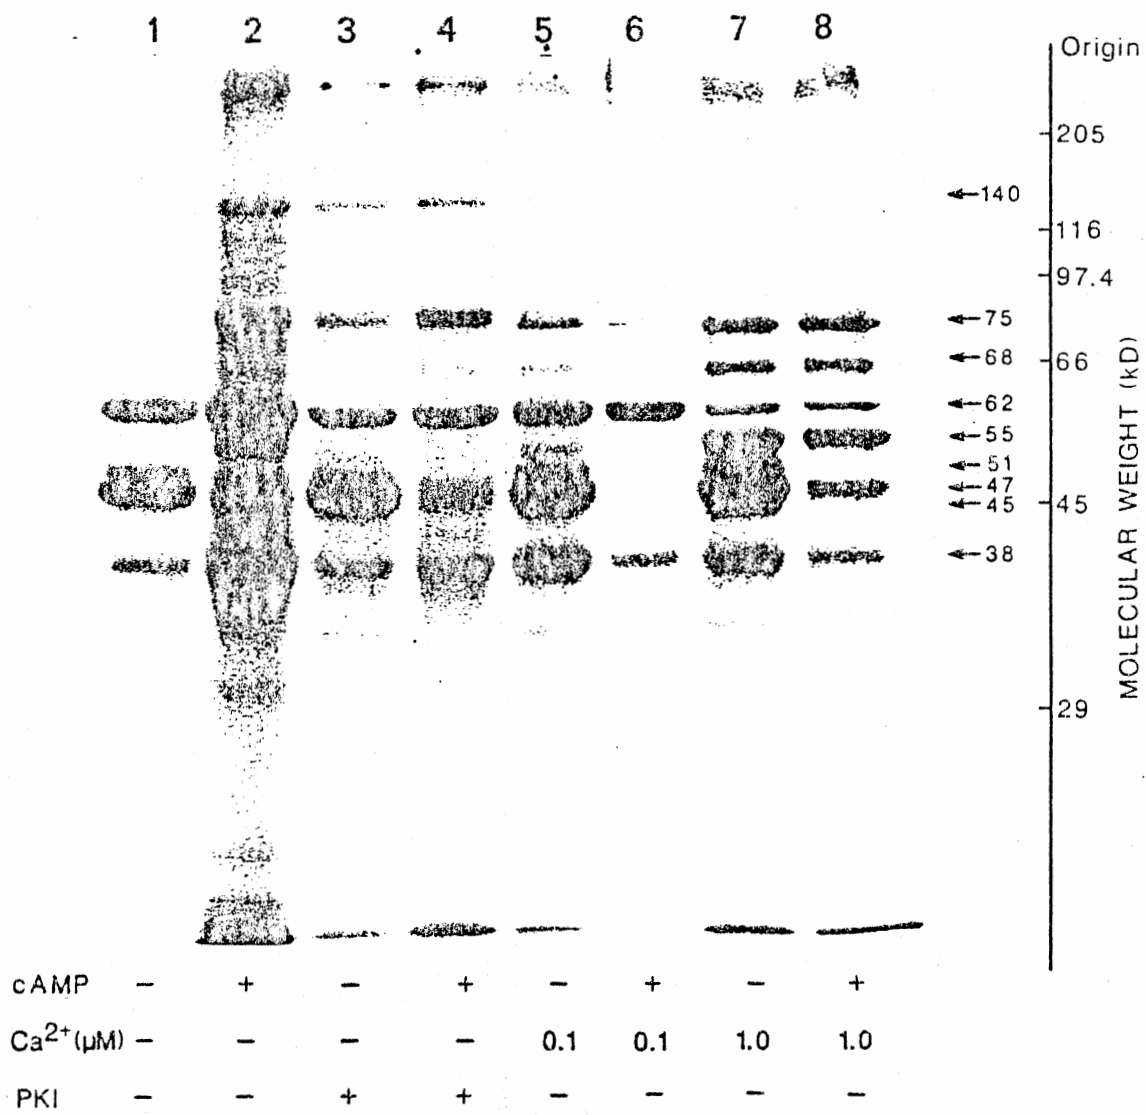 1 2 3 4 5 6 7 8
Origin
205
←140
116
97.4
←75
←68
66
←62
←55
←51
←47
←45
45
←38
29
MOLECULAR WEIGHT (kD)
cAMP − + − + − + − +
Ca2+(μM) − − − − 0.1 0.1 1.0 1.0
PKI − − + + − − − −